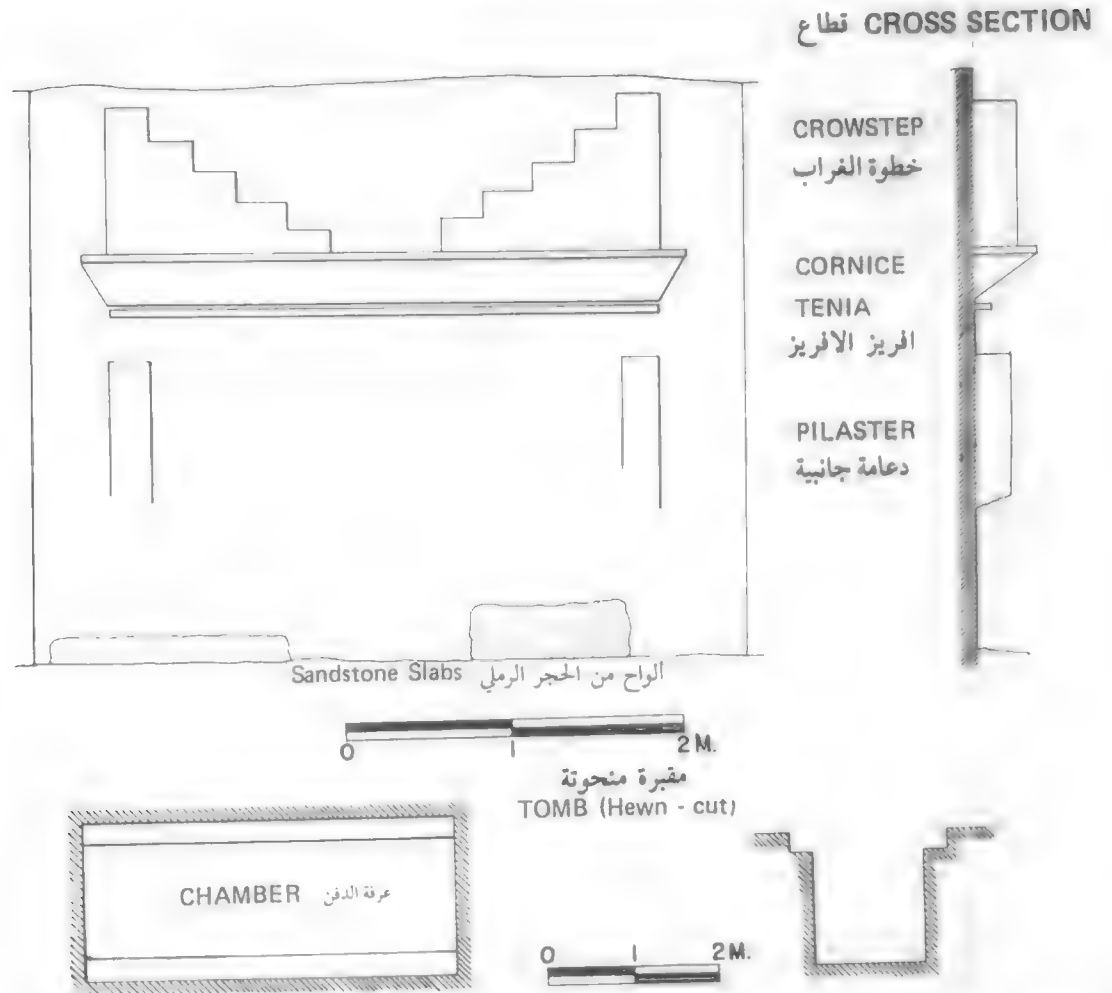 قطاع CROSS SECTION
CROWSTEP
خطوة الغراب
CORNICE
TENIA
افريز الافريز
PILASTER
دعامة جانبية
Sandstone Slabs الواح من الحجر الرملي
0 1 2 M.
مقبرة منحوتة
TOMB (Hewn - cut)
CHAMBER عرفة الدفن
0 1 2 M.